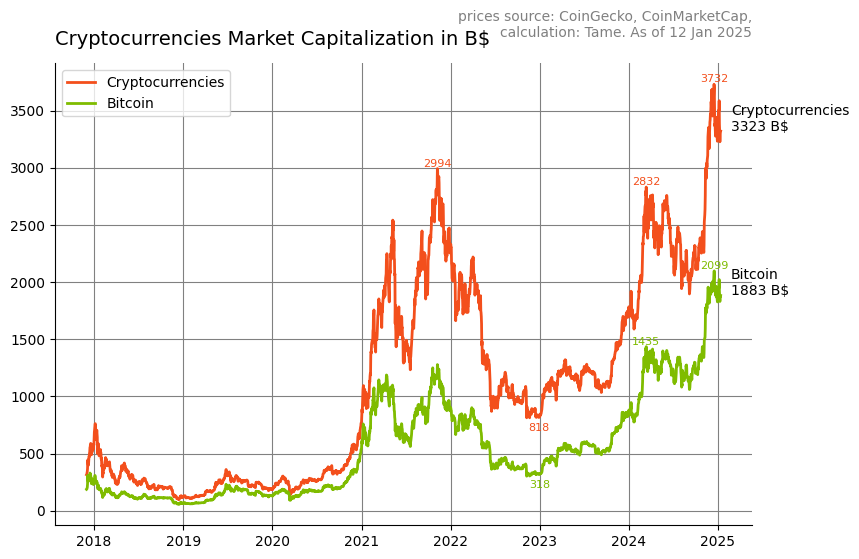 prices source: CoinGecko, CoinMarketCap,
calculation: Tame. As of 12 Jan 2025
Cryptocurrencies Market Capitalization in B$
Cryptocurrencies
Bitcoin
3732
Cryptocurrencies
3323 B$
2994
2832
2099
Bitcoin
1883 B$
1435
818
318
3500
3000
2500
2000
1500
1000
500
0
2018 2019 2020 2021 2022 2023 2024 2025